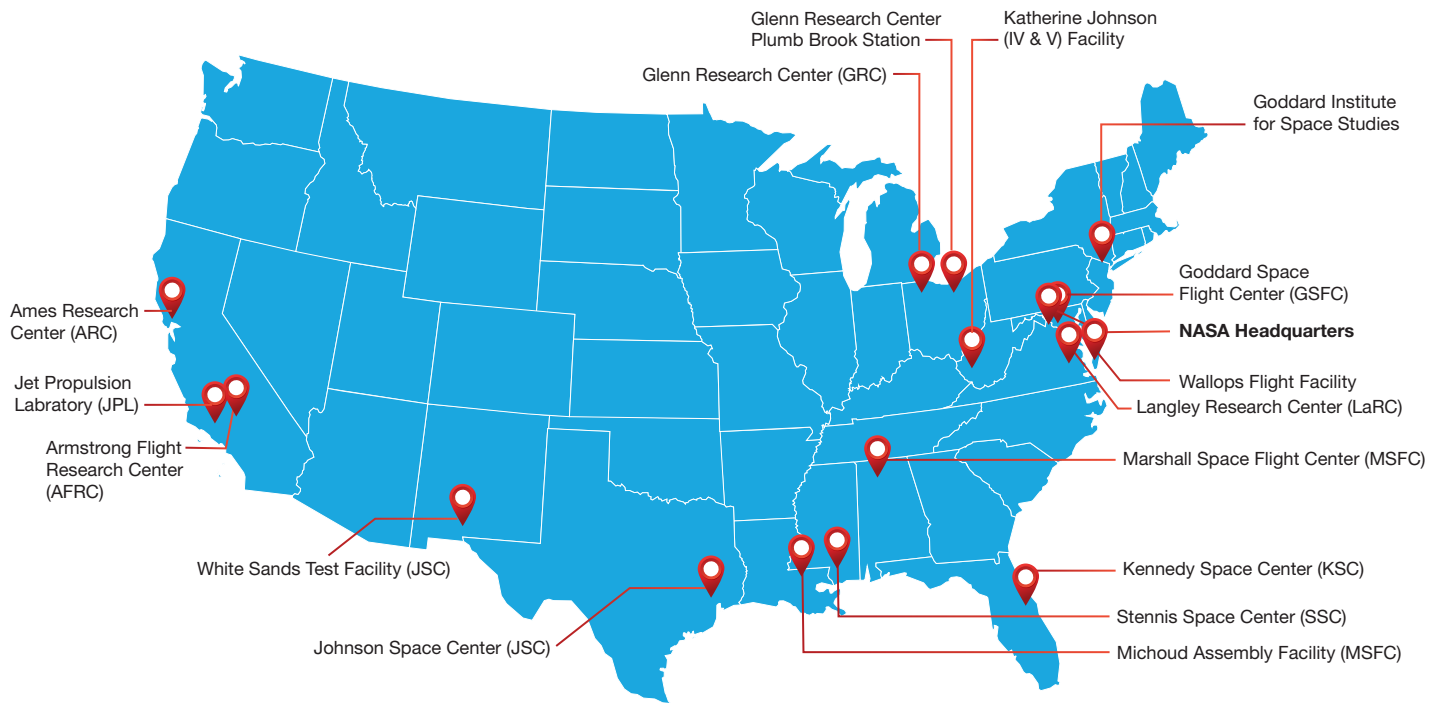 Glenn Research Center
Plumb Brook Station
Katherine Johnson
(IV & V) Facility
Glenn Research Center (GRC)
Goddard Institute
for Space Studies
Goddard Space
Flight Center (GSFC)
Ames Research
Center (ARC)
NASA Headquarters
Jet Propulsion
Labratory (JPL)
Wallops Flight Facility
Langley Research Center (LaRC)
Armstrong Flight
Research Center
(AFRC)
Marshall Space Flight Center (MSFC)
White Sands Test Facility (JSC)
Kennedy Space Center (KSC)
Stennis Space Center (SSC)
Johnson Space Center (JSC)
Michoud Assembly Facility (MSFC)